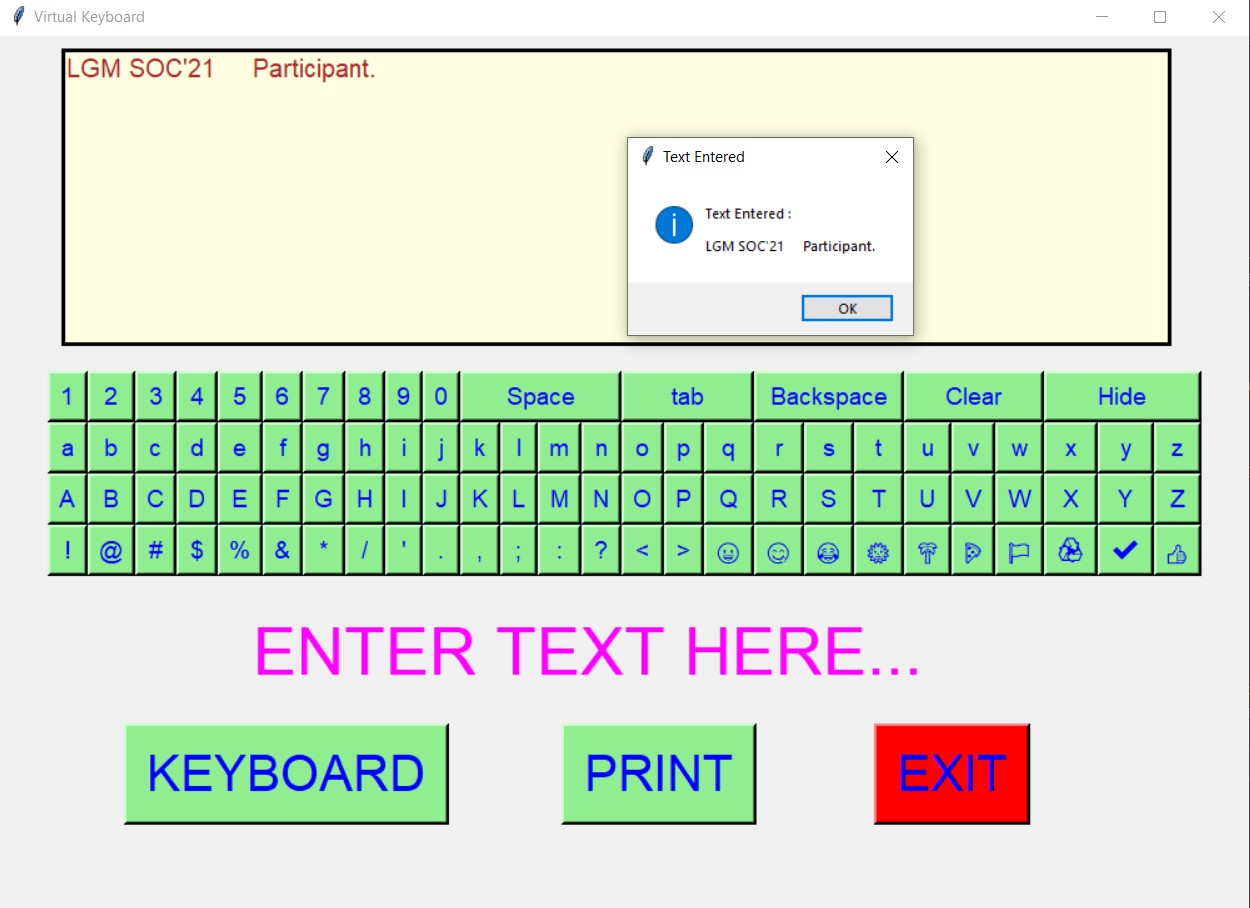 Virtual Keyboard
LGM SOC'21 Participant.
Text Entered
Text Entered :
LGM SOC'21 Participant.
OK
1 2 3 4 5 6 7 8 9 0 Space tab Backspace Clear Hide
a b c d e f g h i j k l m n o p q r s t u v w x y z
A B C D E F G H I J K L M N O P Q R S T U V W X Y Z
! @ # $ % & * / ' . , ; : ? < > 😀 😊 😂 🌞 🌴 🍕 🏳 ♻ ✔ 👍
ENTER TEXT HERE...
KEYBOARD PRINT EXIT